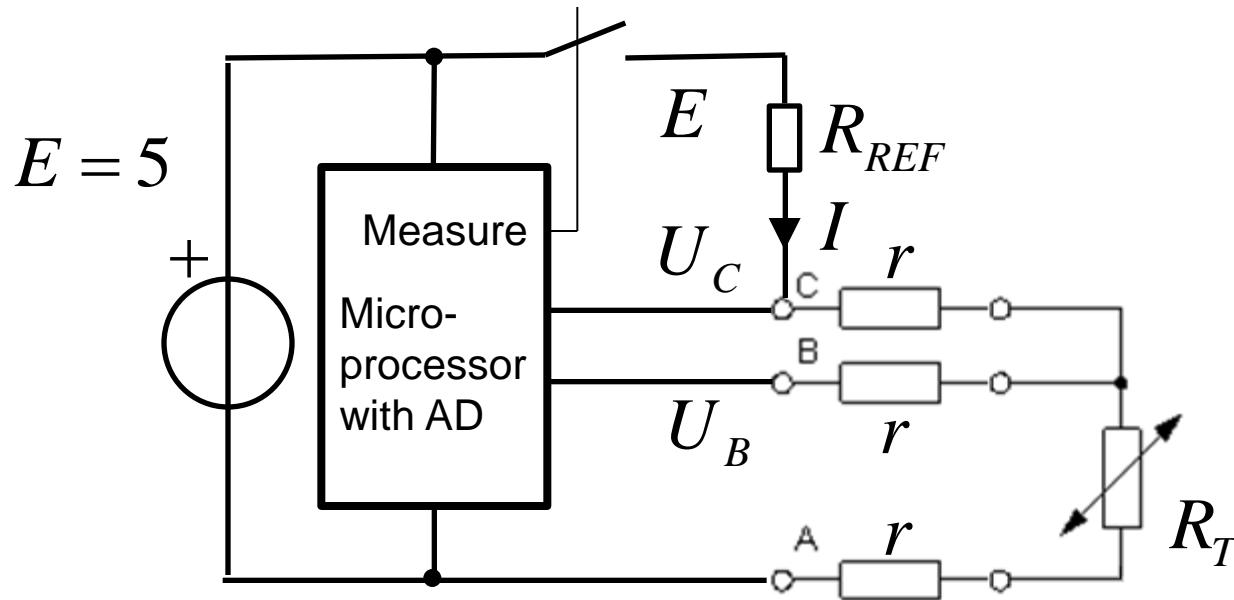 E = 5
+
E
R_REF
Measure
I
U_C
C
r
Micro-
processor
with AD
B
r
U_B
A
r
R_T